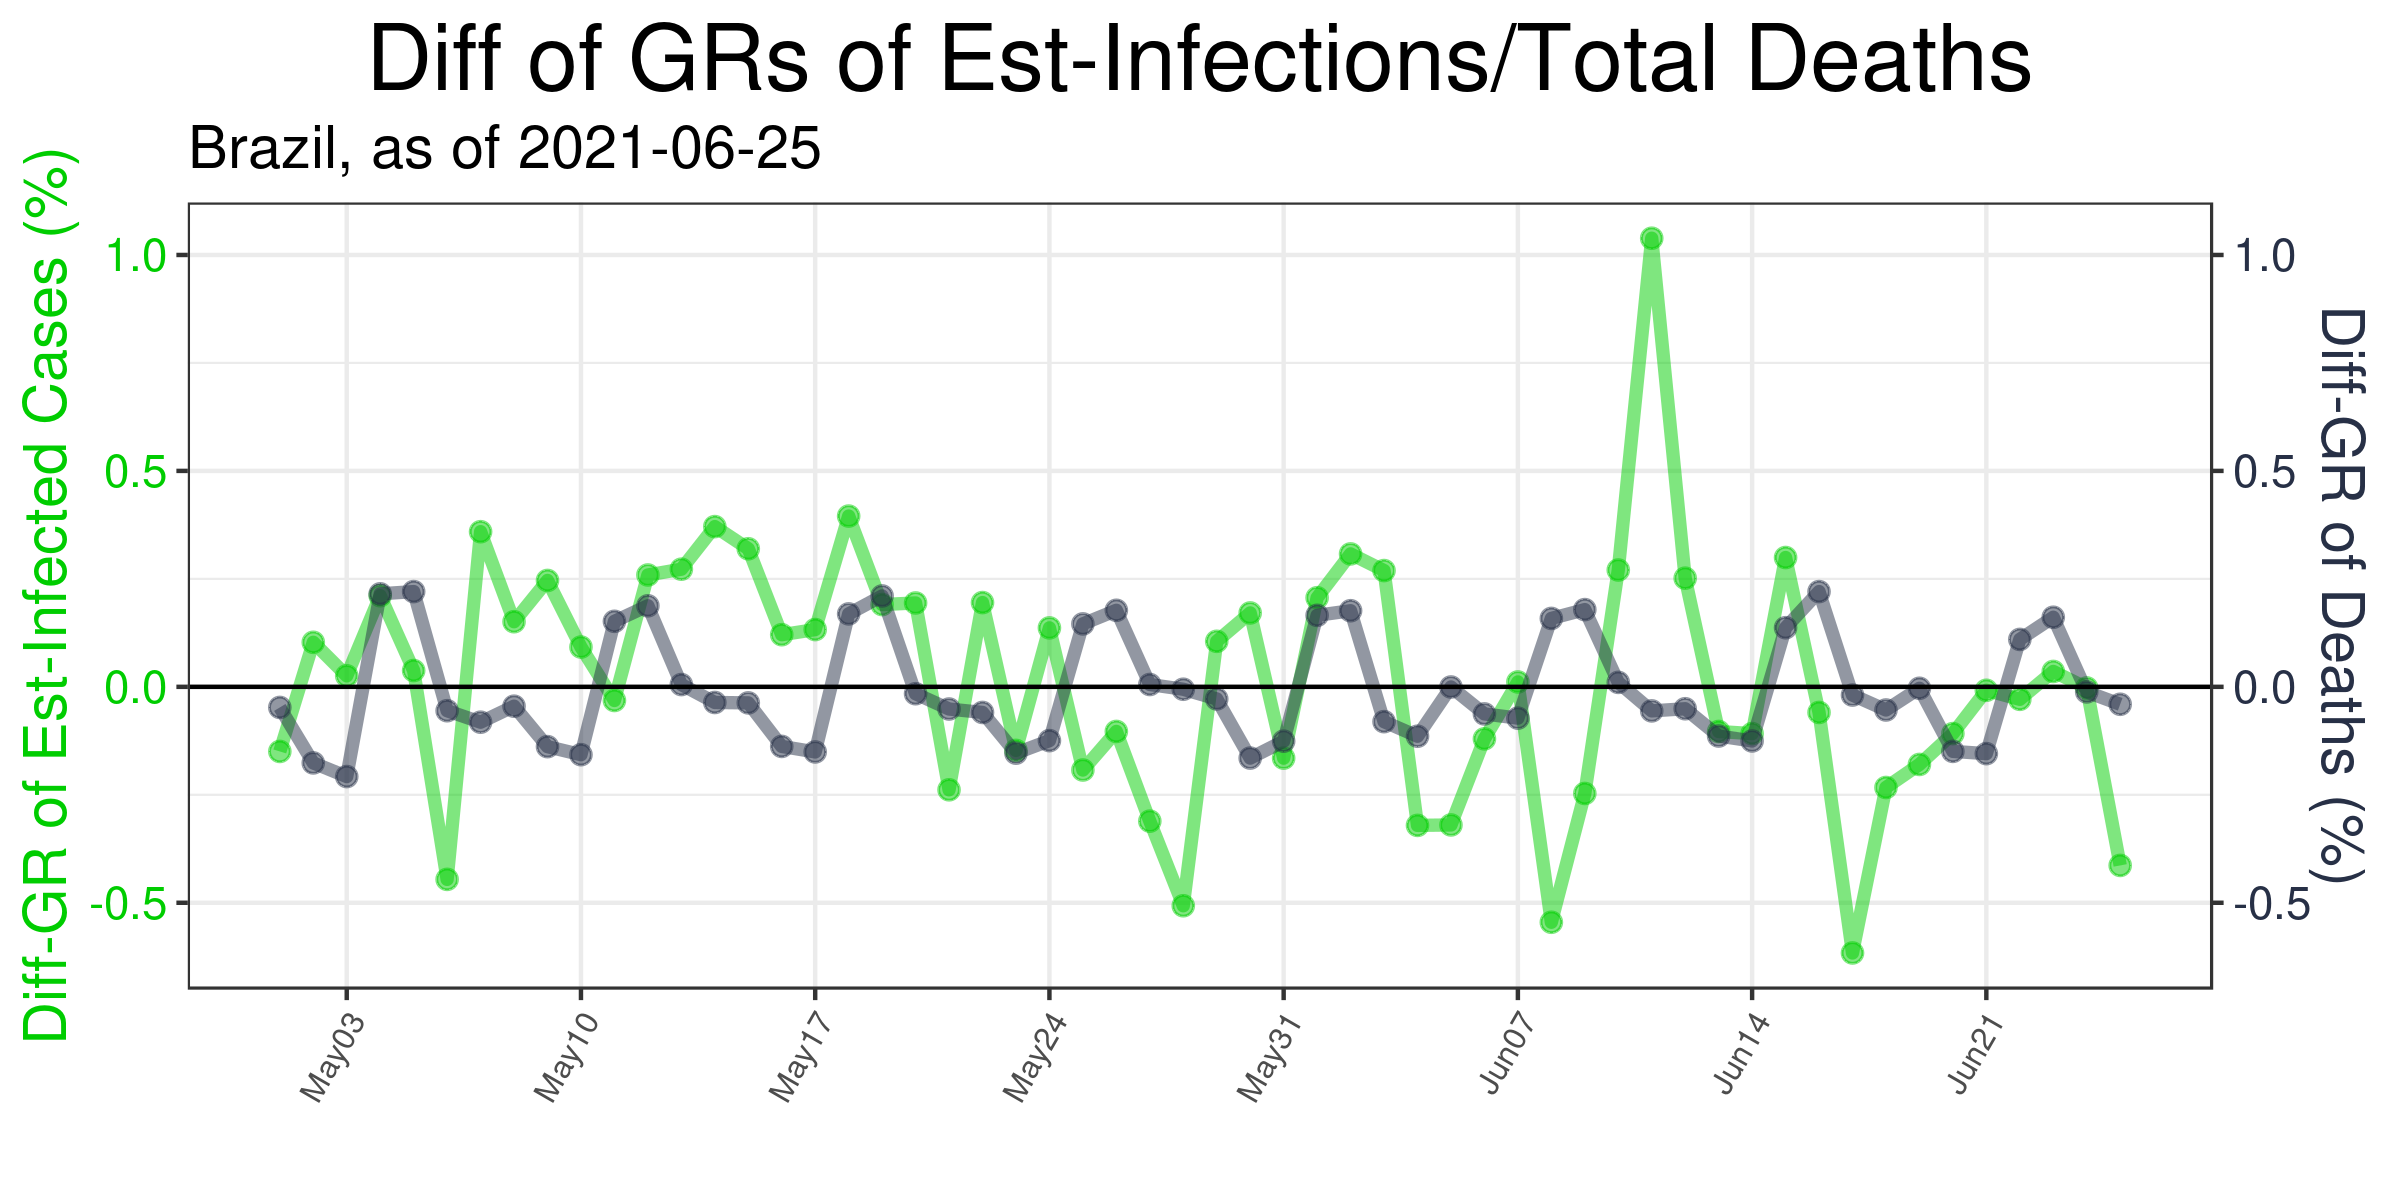 Diff of GRs of Est-Infections/Total Deaths
Brazil, as of 2021-06-25
Diff-GR of Est-Infected Cases (%)
1.0
0.5
0.0
-0.5
1.0
0.5
0.0
-0.5
Diff-GR of Deaths (%)
May03
May10
May17
May24
May31
Jun07
Jun14
Jun21